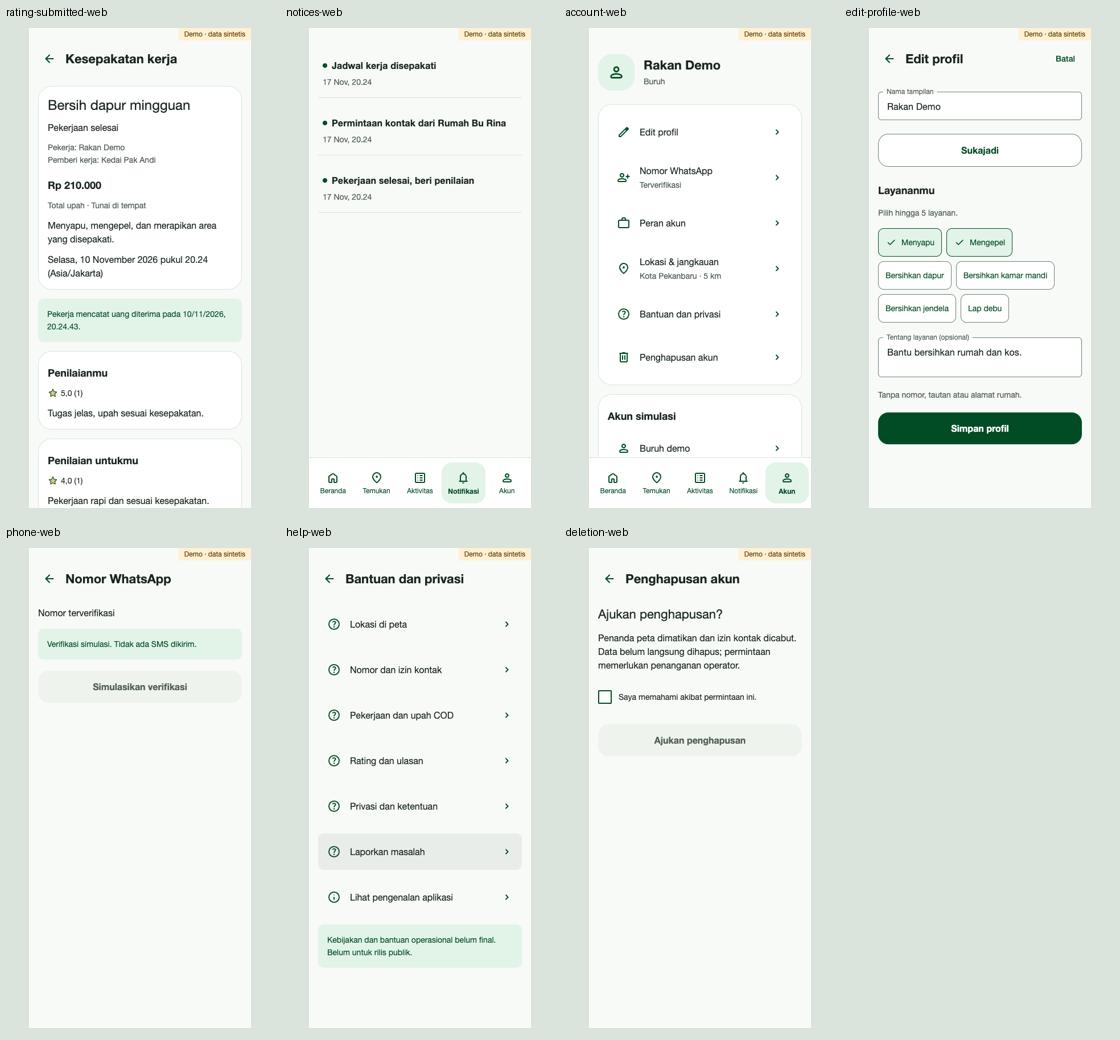 rating-submitted-web
Demo · data sintetis
Kesepakatan kerja
Bersih dapur mingguan
Pekerjaan selesai
Pekerja: Rakan Demo
Pemberi kerja: Kedai Pak Andi
Rp 210.000
Total upah · Tunai di tempat
Menyapu, mengepel, dan merapikan area
yang disepakati.
Selasa, 10 November 2026 pukul 20.24
(Asia/Jakarta)
Pekerja mencatat uang diterima pada 10/11/2026,
20.24.43.
Penilaianmu
5,0 (1)
Tugas jelas, upah sesuai kesepakatan.
Penilaian untukmu
4,0 (1)
Pekerjaan rapi dan sesuai kesepakatan.
notices-web
Demo · data sintetis
Jadwal kerja disepakati
17 Nov, 20.24
Permintaan kontak dari Rumah Bu Rina
17 Nov, 20.24
Pekerjaan selesai, beri penilaian
17 Nov, 20.24
Beranda
Temukan
Aktivitas
Notifikasi
Akun
account-web
Demo · data sintetis
Rakan Demo
Buruh
Edit profil
Nomor WhatsApp
Terverifikasi
Peran akun
Lokasi & jangkauan
Kota Pekanbaru · 5 km
Bantuan dan privasi
Penghapusan akun
Akun simulasi
Buruh demo
Beranda
Temukan
Aktivitas
Notifikasi
Akun
edit-profile-web
Demo · data sintetis
Edit profil
Batal
Nama tampilan
Rakan Demo
Sukajadi
Layananmu
Pilih hingga 5 layanan.
Menyapu
Mengepel
Bersihkan dapur
Bersihkan kamar mandi
Bersihkan jendela
Lap debu
Tentang layanan (opsional)
Bantu bersihkan rumah dan kos.
Tanpa nomor, tautan atau alamat rumah.
Simpan profil
phone-web
Demo · data sintetis
Nomor WhatsApp
Nomor terverifikasi
Verifikasi simulasi. Tidak ada SMS dikirim.
Simulasikan verifikasi
help-web
Demo · data sintetis
Bantuan dan privasi
Lokasi di peta
Nomor dan izin kontak
Pekerjaan dan upah COD
Rating dan ulasan
Privasi dan ketentuan
Laporkan masalah
Lihat pengenalan aplikasi
Kebijakan dan bantuan operasional belum final.
Belum untuk rilis publik.
deletion-web
Demo · data sintetis
Penghapusan akun
Ajukan penghapusan?
Penanda peta dimatikan dan izin kontak dicabut.
Data belum langsung dihapus; permintaan
memerlukan penanganan operator.
Saya memahami akibat permintaan ini.
Ajukan penghapusan